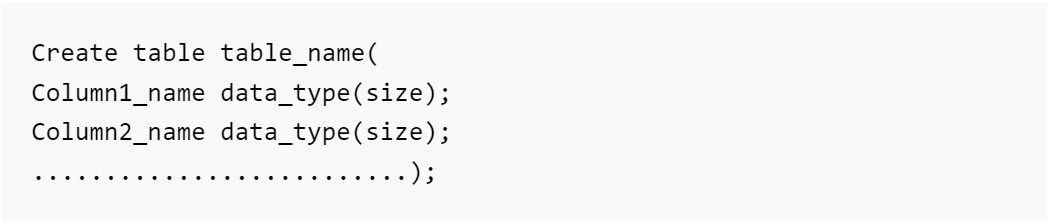 Create table table_name(
Column1_name data_type(size);
Column2_name data_type(size);
..........................);